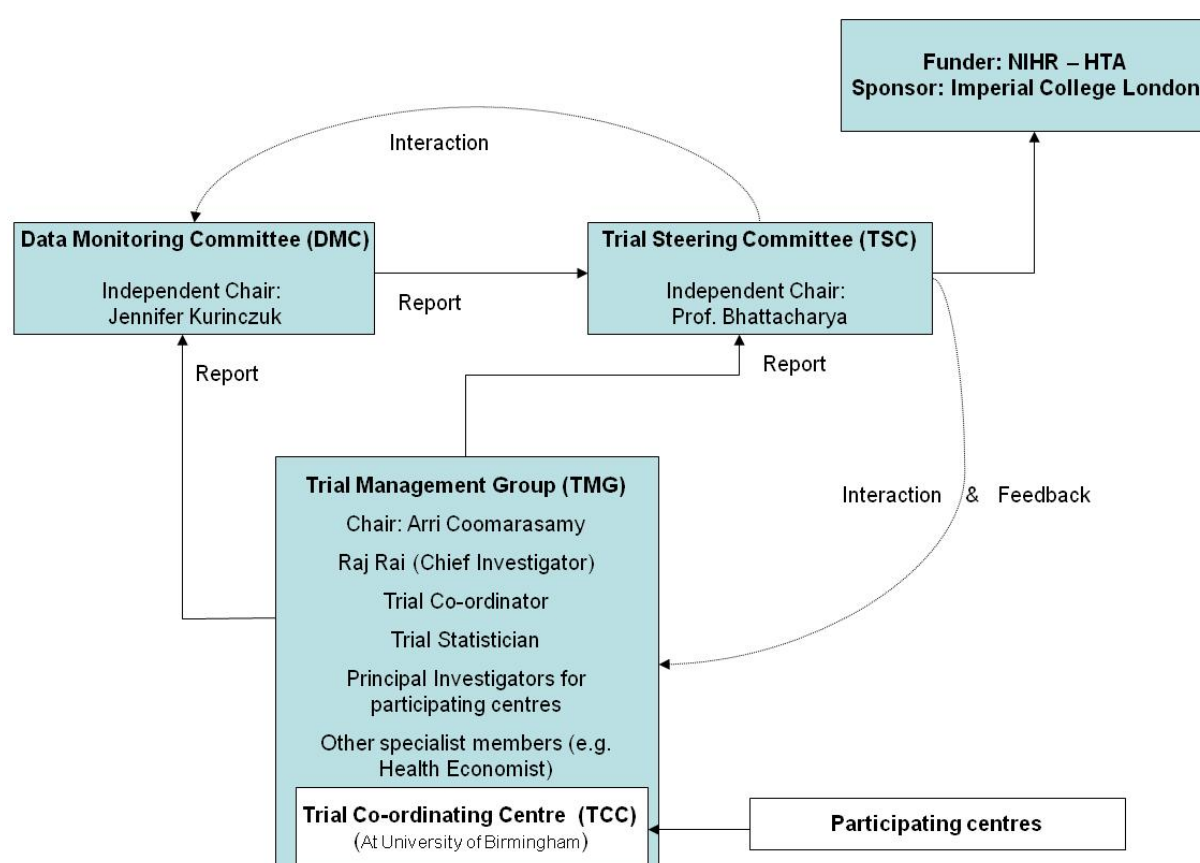 Funder: NIHR – HTA
Sponsor: Imperial College London
Interaction
Data Monitoring Committee (DMC)
Independent Chair:
Jennifer Kurinczuk
Report
Trial Steering Committee (TSC)
Independent Chair:
Prof. Bhattacharya
Report
Report
Interaction & Feedback
Trial Management Group (TMG)
Chair: Arri Coomarasamy
Raj Rai (Chief Investigator)
Trial Co-ordinator
Trial Statistician
Principal Investigators for
participating centres
Other specialist members (e.g.
Health Economist)
Trial Co-ordinating Centre (TCC)
(At University of Birmingham)
Participating centres